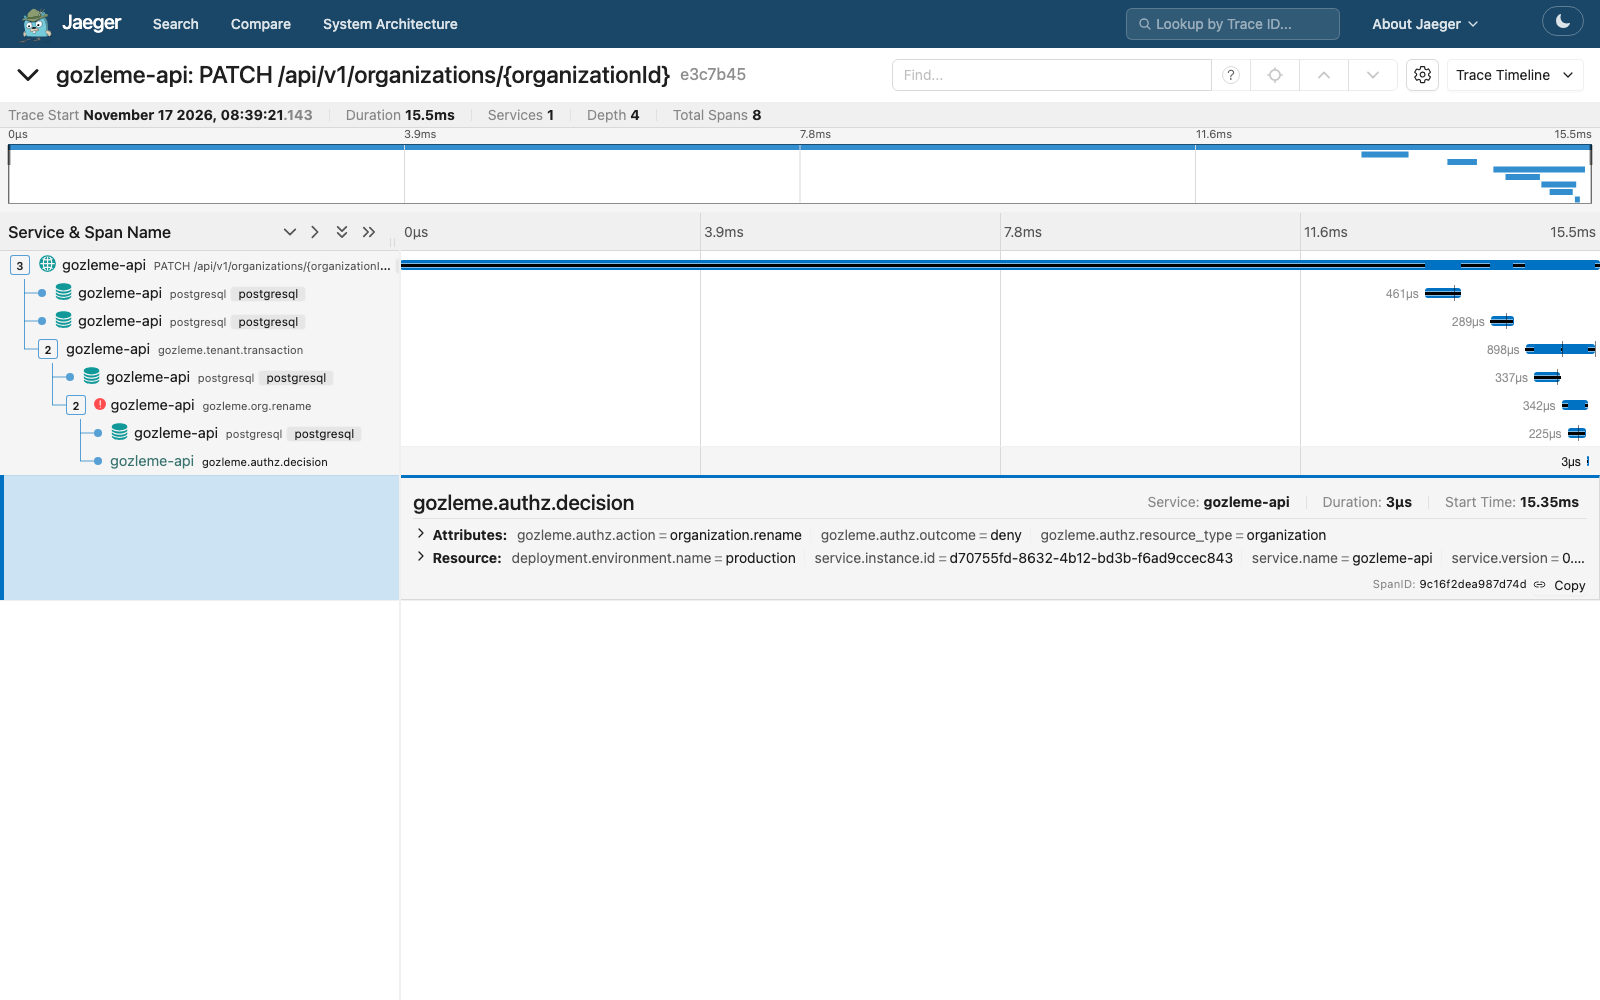 Jaeger Search Compare System Architecture Lookup by Trace ID... About Jaeger
gozleme-api: PATCH /api/v1/organizations/{organizationId} e3c7b45 Find... ? Trace Timeline
Trace Start November 17 2026, 08:39:21.143 Duration 15.5ms Services 1 Depth 4 Total Spans 8
0μs 3.9ms 7.8ms 11.6ms 15.5ms
Service & Span Name 0μs 3.9ms 7.8ms 11.6ms 15.5ms
3 gozleme-api PATCH /api/v1/organizations/{organizationI...
gozleme-api postgresql postgresql 461μs
gozleme-api postgresql postgresql 289μs
2 gozleme-api gozleme.tenant.transaction 898μs
gozleme-api postgresql postgresql 337μs
2 gozleme-api gozleme.org.rename 342μs
gozleme-api postgresql postgresql 225μs
gozleme-api gozleme.authz.decision 3μs
gozleme.authz.decision Service: gozleme-api Duration: 3μs Start Time: 15.35ms
Attributes: gozleme.authz.action = organization.rename gozleme.authz.outcome = deny gozleme.authz.resource_type = organization
Resource: deployment.environment.name = production service.instance.id = d70755fd-8632-4b12-bd3b-f6ad9ccec843 service.name = gozleme-api service.version = 0....
SpanID: 9c16f2dea987d74d Copy